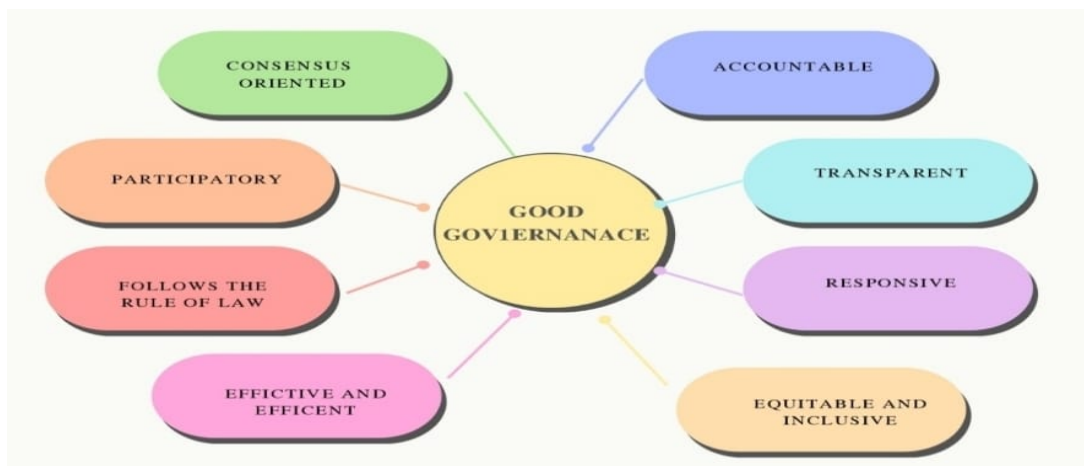 CONSENSUS
ORIENTED
ACCOUNTABLE
PARTICIPATORY
TRANSPARENT
GOOD
GOV1ERNANACE
FOLLOWS THE
RULE OF LAW
RESPONSIVE
EFFICTIVE AND
EFFICENT
EQUITABLE AND
INCLUSIVE